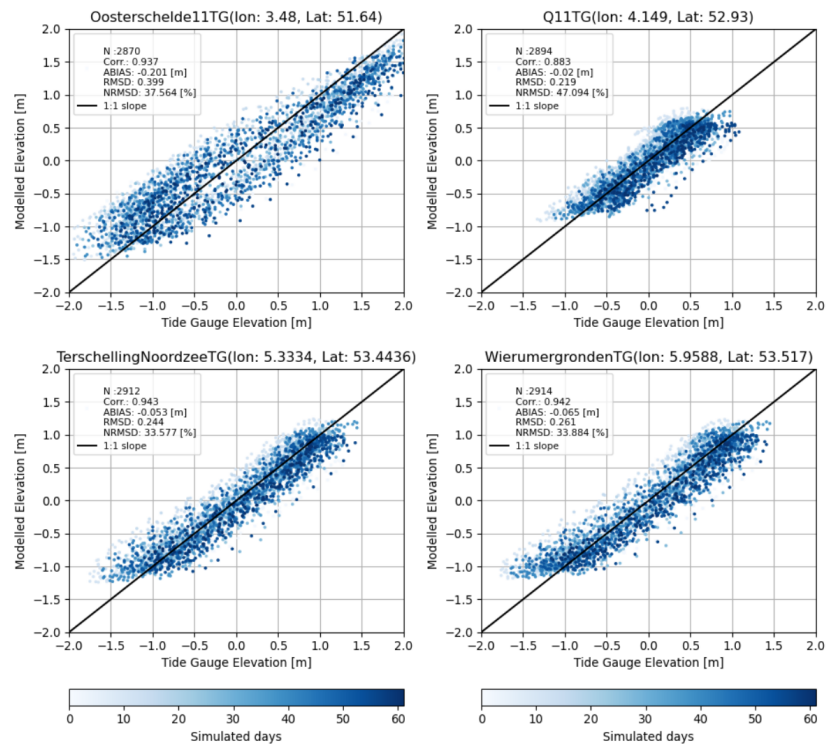 Oosterschelde11TG(lon: 3.48, Lat: 51.64)
2.0
1.5
1.0
0.5
0.0
−0.5
−1.0
−1.5
−2.0
Modelled Elevation [m]
N :2870
Corr.: 0.937
ABIAS: -0.201 [m]
RMSD: 0.399
NRMSD: 37.564 [%]
1:1 slope
−2.0 −1.5 −1.0 −0.5 0.0 0.5 1.0 1.5 2.0
Tide Gauge Elevation [m]
Q11TG(lon: 4.149, Lat: 52.93)
2.0
1.5
1.0
0.5
0.0
−0.5
−1.0
−1.5
−2.0
Modelled Elevation [m]
N :2894
Corr.: 0.883
ABIAS: -0.02 [m]
RMSD: 0.219
NRMSD: 47.094 [%]
1:1 slope
−2.0 −1.5 −1.0 −0.5 0.0 0.5 1.0 1.5 2.0
Tide Gauge Elevation [m]
TerschellingNoordzeeTG(lon: 5.3334, Lat: 53.4436)
2.0
1.5
1.0
0.5
0.0
−0.5
−1.0
−1.5
−2.0
Modelled Elevation [m]
N :2912
Corr.: 0.943
ABIAS: -0.053 [m]
RMSD: 0.244
NRMSD: 33.577 [%]
1:1 slope
−2.0 −1.5 −1.0 −0.5 0.0 0.5 1.0 1.5 2.0
Tide Gauge Elevation [m]
WierumergrondenTG(lon: 5.9588, Lat: 53.517)
2.0
1.5
1.0
0.5
0.0
−0.5
−1.0
−1.5
−2.0
Modelled Elevation [m]
N :2914
Corr.: 0.942
ABIAS: -0.065 [m]
RMSD: 0.261
NRMSD: 33.884 [%]
1:1 slope
−2.0 −1.5 −1.0 −0.5 0.0 0.5 1.0 1.5 2.0
Tide Gauge Elevation [m]
0 10 20 30 40 50 60
Simulated days
0 10 20 30 40 50 60
Simulated days